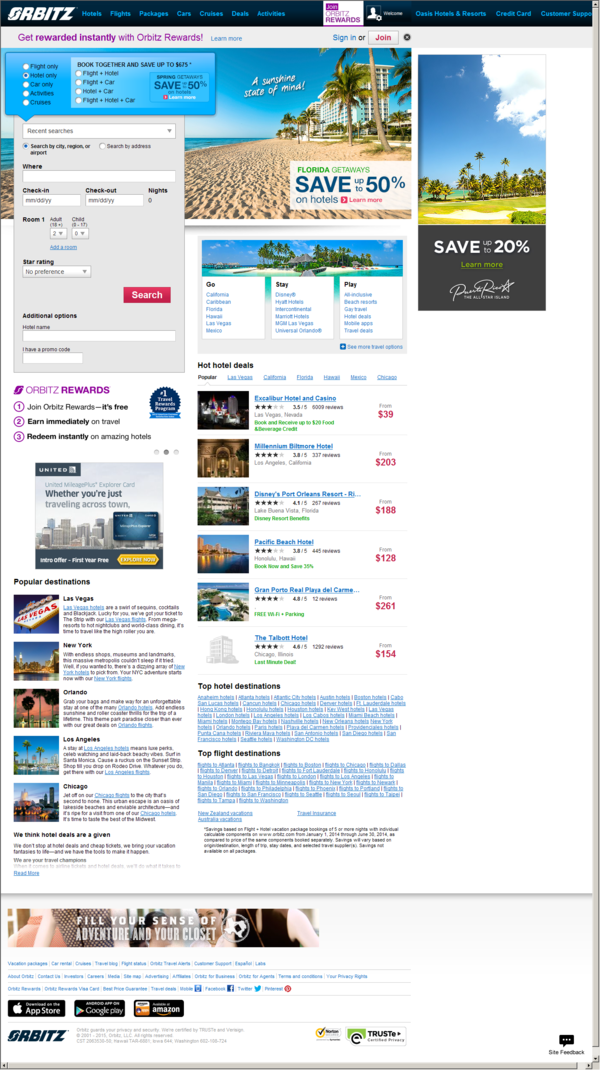 ORBITZ Hotels Flights Packages Cars Cruises Deals Activities
Join ORBITZ REWARDS
Welcome
Oasis Hotels & Resorts Credit Card Customer Suppo
Get rewarded instantly with Orbitz Rewards! Learn more
Sign in or Join
Flight only
Hotel only
Car only
Activities
Cruises
BOOK TOGETHER AND SAVE UP TO $675 *
Flight + Hotel
Flight + Car
Hotel + Car
Flight + Hotel + Car
SPRING GETAWAYS
SAVE up to 50%
on hotels
Learn more
A sunshine
state of mind!
FLORIDA GETAWAYS
SAVE up to 50%
on hotels Learn more
SAVE up to 20%
Learn more
Puerto Rico
THE ALL-STAR ISLAND
Recent searches
Search by city, region, or airport
Search by address
Where
Check-in Check-out Nights
mm/dd/yy mm/dd/yy 0
Room 1 Adult (18 +) Child (0 - 17)
2 0
Add a room
Star rating
No preference
Search
Additional options
Hotel name
I have a promo code
Go
California
Caribbean
Florida
Hawaii
Las Vegas
Mexico
Stay
Disney®
Hyatt Hotels
Intercontinental
Marriott Hotels
MGM Las Vegas
Universal Orlando®
Play
All-inclusive
Beach resorts
Gay travel
Hotel deals
Mobile apps
Travel deals
See more travel options
Hot hotel deals
Popular Las Vegas California Florida Hawaii Mexico Chicago
Excalibur Hotel and Casino
3.5 / 5 6009 reviews
Las Vegas, Nevada
Book and Receive up to $20 Food &Beverage Credit
From
$39
Millennium Biltmore Hotel
3.8 / 5 337 reviews
Los Angeles, California
From
$203
Disney's Port Orleans Resort - Ri...
4.1 / 5 267 reviews
Lake Buena Vista, Florida
Disney Resort Benefits
From
$188
Pacific Beach Hotel
3.8 / 5 445 reviews
Honolulu, Hawaii
Book Now and Save 35%
From
$128
Gran Porto Real Playa del Carme...
4.8 / 5 12 reviews
FREE Wi-Fi + Parking
From
$261
The Talbott Hotel
4.6 / 5 1292 reviews
Chicago, Illinois
Last Minute Deal!
From
$154
ORBITZ REWARDS
1 Join Orbitz Rewards—it's free
2 Earn immediately on travel
3 Redeem instantly on amazing hotels
#1
Travel
Rewards
Program
UNITED
United MileagePlus® Explorer Card
Whether you're just
traveling across town,
Intro Offer - First Year Free
EXPLORE NOW
Popular destinations
Las Vegas
Las Vegas hotels are a swirl of sequins, cocktails
and Blackjack. Lucky for you, we've got your ticket to
The Strip with our Las Vegas flights. From mega-
resorts to hot nightclubs and world-class dining, it's
time to travel like the high roller you are.
New York
With endless shops, museums and landmarks,
this massive metropolis couldn't sleep if it tried.
Well, if you wanted to, there's a dizzying array of New
York hotels to pick from. Your NYC adventure starts
now with our New York flights.
Orlando
Grab your bags and make way for an unforgettable
stay at one of the many Orlando hotels. Add endless
sunshine and roller coaster thrills for the trip of a
lifetime. This theme park paradise closer than ever
with our great deals on Orlando flights.
Los Angeles
A stay at Los Angeles hotels means luxe perks,
celeb watching and laid-back beachy vibes. Surf in
Santa Monica. Cause a ruckus on the Sunset Strip.
Shop till you drop on Rodeo Drive. Whatever you do,
get there with our Los Angeles flights.
Chicago
Jet off on our Chicago flights to the city that's
second to none. This urban escape is an oasis of
lakeside beaches and enviable architecture—and
it's ripe for a visit from one of our Chicago hotels.
It's time to taste the best of the Midwest
We think hotel deals are a given
We don't stop at hotel deals and cheap tickets, we bring your vacation
fantasies to life—and we have the tools to make it happen.
We are your travel champions
When it comes to airline tickets and hotel deals, we'll do what it takes to
Read More
Top hotel destinations
Anaheim hotels | Atlanta hotels | Atlantic City hotels | Austin hotels | Boston hotels | Cabo
San Lucas hotels | Cancun hotels | Chicago hotels | Denver hotels | Ft. Lauderdale hotels
| Hong Kong hotels | Honolulu hotels | Houston hotels | Key West hotels | Las Vegas
hotels | London hotels | Los Angeles hotels | Los Cabos hotels | Miami Beach hotels |
Miami hotels | Montego Bay hotels | Nashville hotels | New Orleans hotels New York
hotels | Orlando hotels | Paris hotels | Playa del Carmen hotels | Providenciales hotels |
Punta Cana hotels | Riviera Maya hotels | San Antonio hotels | San Diego hotels | San
Francisco hotels | Seattle hotels | Washington DC hotels
Top flight destinations
flights to Atlanta | flights to Bangkok | flights to Boston | flights to Chicago | flights to Dallas
| flights to Denver | flights to Detroit | flights to Fort Lauderdale | flights to Honolulu | flights
to Houston | flights to Las Vegas | flights to London | flights to Los Angeles | flights to
Manila | flights to Miami | flights to Minneapolis | flights to New York | flights to Newark |
flights to Orlando | flights to Philadelphia | flights to Phoenix | flights to Portland | flights to
San Diego | flights to San Francisco | flights to Seattle | flights to Seoul | flights to Taipei |
flights to Tampa | flights to Washington
New Zealand vacations Travel insurance
Australia vacations
*Savings based on Flight + Hotel vacation package bookings of 5 or more nights with individual
calculable components on www.orbitz.com from January 1, 2014 through June 30, 2014, as
compared to price of the same components booked separately. Savings will vary based on
origin/destination, length of trip, stay dates, and selected travel supplier(s). Savings not
available on all packages.
FILL YOUR SENSE OF
ADVENTURE AND YOUR CLOSET
Vacation packages | Car rental | Cruises | Travel blog | Flight status | Orbitz Travel Alerts | Customer Support | Español | Labs
About Orbitz | Contact Us | Investors | Careers | Media | Site map | Advertising | Affiliates | Orbitz for Business | Orbitz for Agents | Terms and conditions | Your Privacy Rights
Orbitz Rewards | Orbitz Rewards Visa Card | Best Price Guarantee | Travel deals | Mobile Facebook Twitter Pinterest
Download on the App Store
ANDROID APP ON Google play
Available at amazon
ORBITZ
Orbitz guards your privacy and security. We're certified by TRUSTe and Verisign.
© 2001 - 2015, Orbitz, LLC. All rights reserved.
Norton
TRUSTe
Certified Privacy
Site Feedback